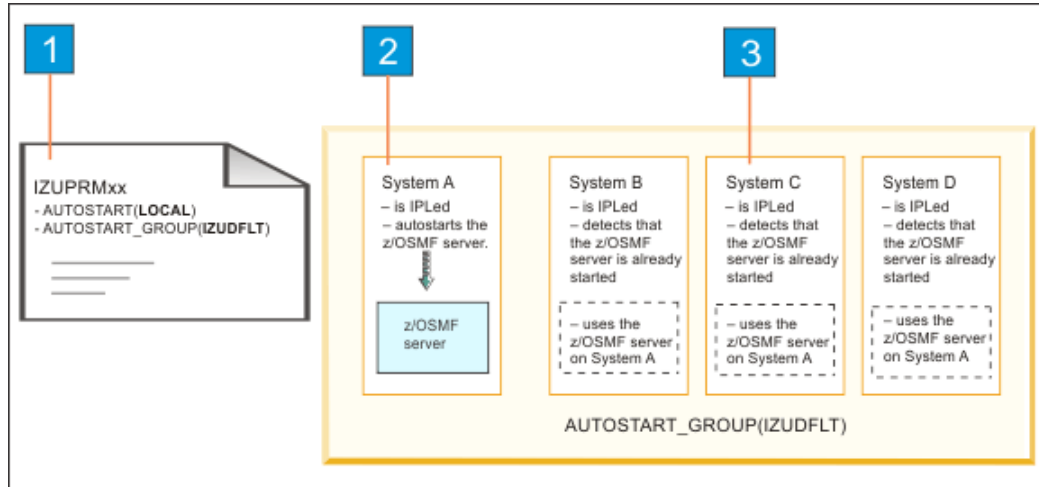 1
2
3
IZUPRMxx
- AUTOSTART(LOCAL)
- AUTOSTART_GROUP(IZUDFLT)
System A
– is IPLed
– autostarts the
z/OSMF server.
z/OSMF
server
System B
– is IPLed
– detects that
the z/OSMF
server is already
started
– uses the
z/OSMF server
on System A
System C
– is IPLed
– detects that
the z/OSMF
server is already
started
– uses the
z/OSMF server
on System A
System D
– is IPLed
– detects that
the z/OSMF
server is already
started
– uses the
z/OSMF server
on System A
AUTOSTART_GROUP(IZUDFLT)